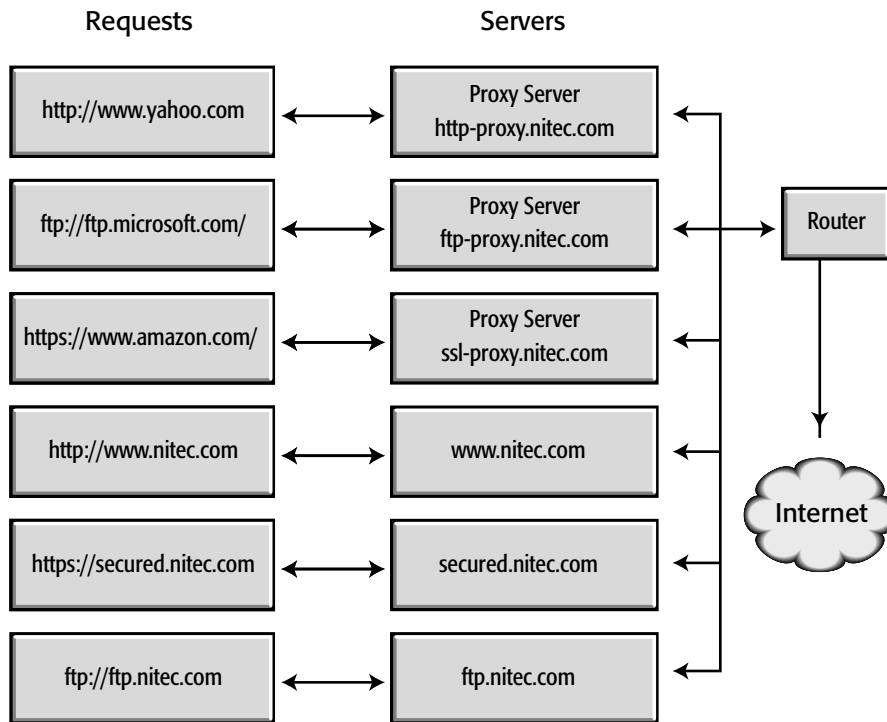 Requests
Servers
http://www.yahoo.com
Proxy Server
http-proxy.nitec.com
ftp://ftp.microsoft.com/
Proxy Server
ftp-proxy.nitec.com
Router
https://www.amazon.com/
Proxy Server
ssl-proxy.nitec.com
http://www.nitec.com
www.nitec.com
Internet
https://secured.nitec.com
secured.nitec.com
ftp://ftp.nitec.com
ftp.nitec.com